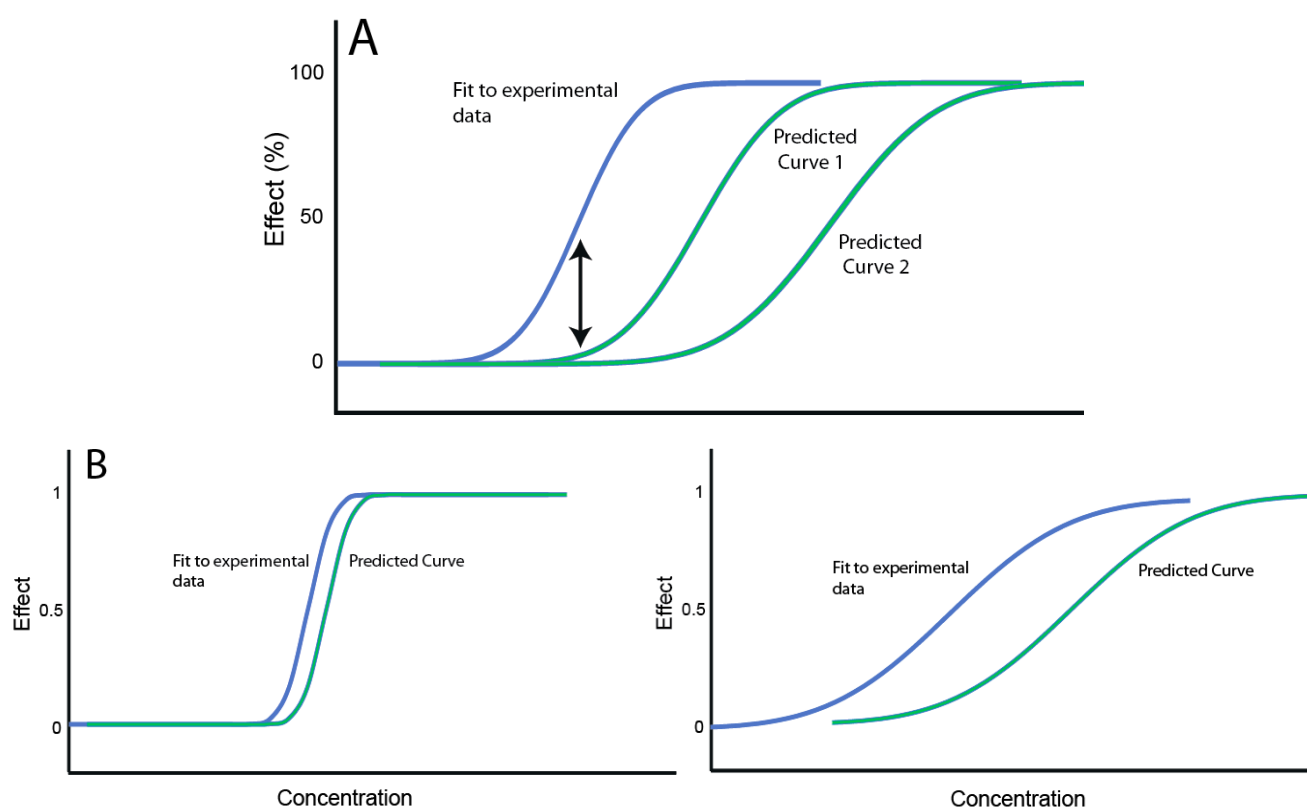 A
100
Fit to experimental
data
Predicted
Curve 1
Effect (%)
50
Predicted
Curve 2
0
B
1
Fit to experimental
data
Predicted Curve
Effect
0.5
0
Concentration
1
Fit to experimental
data
Predicted Curve
Effect
0.5
0
Concentration